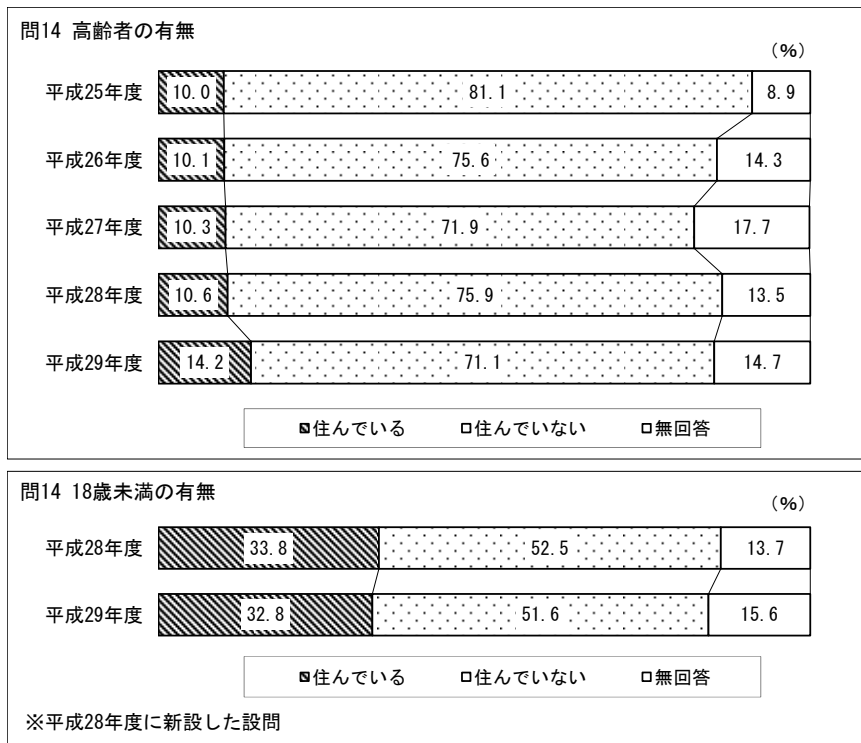 問14 高齢者の有無
(%)
平成25年度 10.0 81.1 8.9
平成26年度 10.1 75.6 14.3
平成27年度 10.3 71.9 17.7
平成28年度 10.6 75.9 13.5
平成29年度 14.2 71.1 14.7
住んでいる 住んでいない 無回答
問14 18歳未満の有無
(%)
平成28年度 33.8 52.5 13.7
平成29年度 32.8 51.6 15.6
住んでいる 住んでいない 無回答
※平成28年度に新設した設問